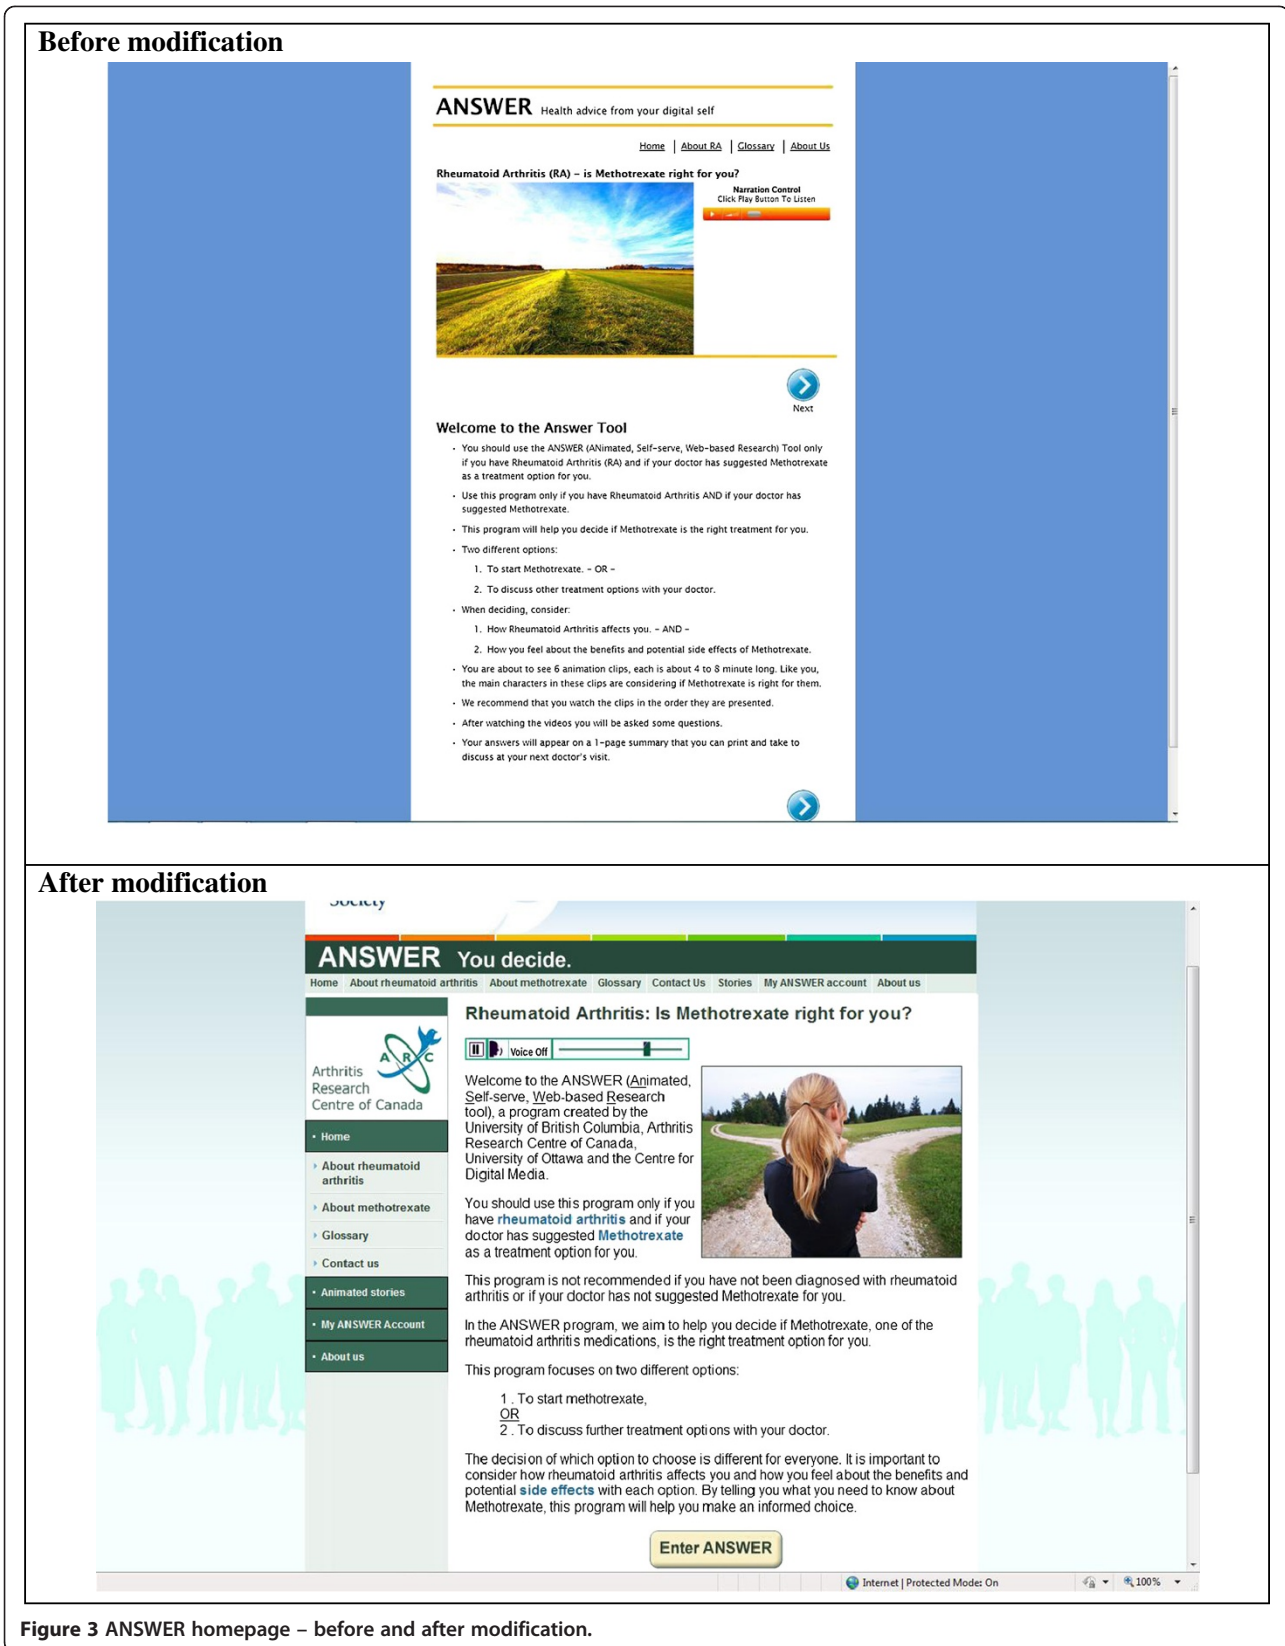 Before modification
ANSWER Health advice from your digital self
Home | About RA | Glossary | About Us
Rheumatoid Arthritis (RA) – is Methotrexate right for you?
Narration Control
Click Play Button To Listen
Next
Welcome to the Answer Tool
• You should use the ANSWER (ANimated, Self-serve, Web-based Research) Tool only
if you have Rheumatoid Arthritis (RA) and if your doctor has suggested Methotrexate
as a treatment option for you.
• Use this program only if you have Rheumatoid Arthritis AND if your doctor has
suggested Methotrexate.
• This program will help you decide if Methotrexate is the right treatment for you.
• Two different options:
1. To start Methotrexate. – OR –
2. To discuss other treatment options with your doctor.
• When deciding, consider:
1. How Rheumatoid Arthritis affects you. – AND –
2. How you feel about the benefits and potential side effects of Methotrexate.
• You are about to see 6 animation clips, each is about 4 to 8 minute long. Like you,
the main characters in these clips are considering if Methotrexate is right for them.
• We recommend that you watch the clips in the order they are presented.
• After watching the videos you will be asked some questions.
• Your answers will appear on a 1-page summary that you can print and take to
discuss at your next doctor's visit.
After modification
Society
ANSWER You decide.
Home About rheumatoid arthritis About methotrexate Glossary Contact Us Stories My ANSWER account About us
ARC
Arthritis
Research
Centre of Canada
• Home
About rheumatoid
arthritis
About methotrexate
Glossary
Contact us
• Animated stories
• My ANSWER Account
• About us
Rheumatoid Arthritis: Is Methotrexate right for you?
Voice Off
Welcome to the ANSWER (Animated,
Self-serve, Web-based Research
tool), a program created by the
University of British Columbia, Arthritis
Research Centre of Canada,
University of Ottawa and the Centre for
Digital Media.
You should use this program only if you
have rheumatoid arthritis and if your
doctor has suggested Methotrexate
as a treatment option for you.
This program is not recommended if you have not been diagnosed with rheumatoid
arthritis or if your doctor has not suggested Methotrexate for you.
In the ANSWER program, we aim to help you decide if Methotrexate, one of the
rheumatoid arthritis medications, is the right treatment option for you.
This program focuses on two different options:
1 . To start methotrexate,
OR
2 . To discuss further treatment options with your doctor.
The decision of which option to choose is different for everyone. It is important to
consider how rheumatoid arthritis affects you and how you feel about the benefits and
potential side effects with each option. By telling you what you need to know about
Methotrexate, this program will help you make an informed choice.
Enter ANSWER
Internet | Protected Mode: On
100%
Figure 3 ANSWER homepage – before and after modification.